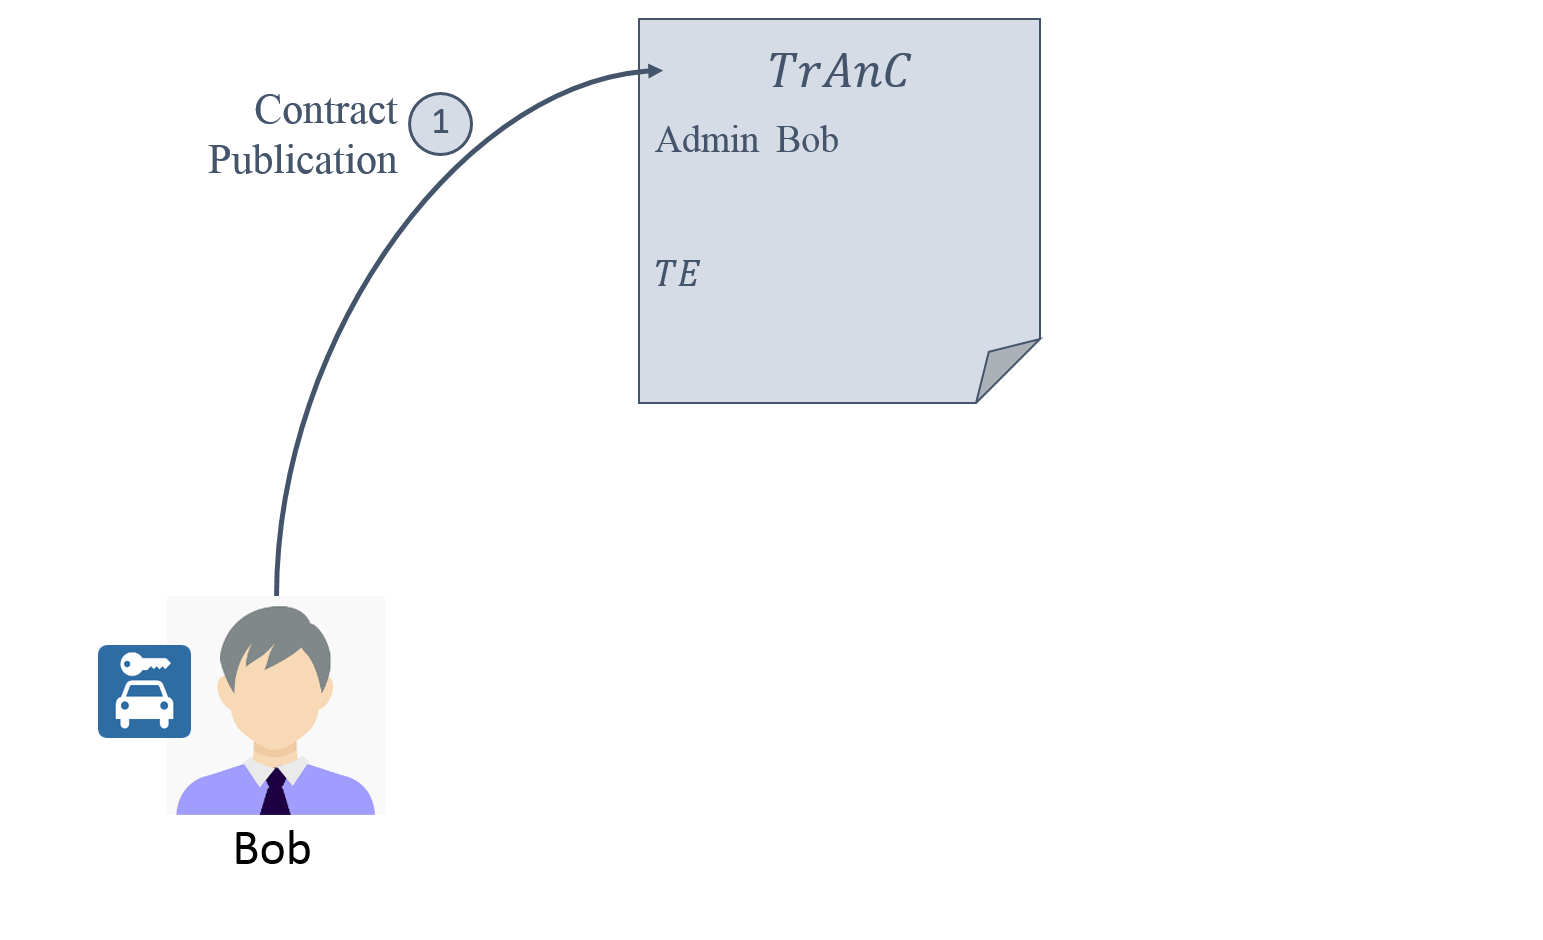 Contract
Publication
1
TrAnC
Admin Bob
TE
Bob